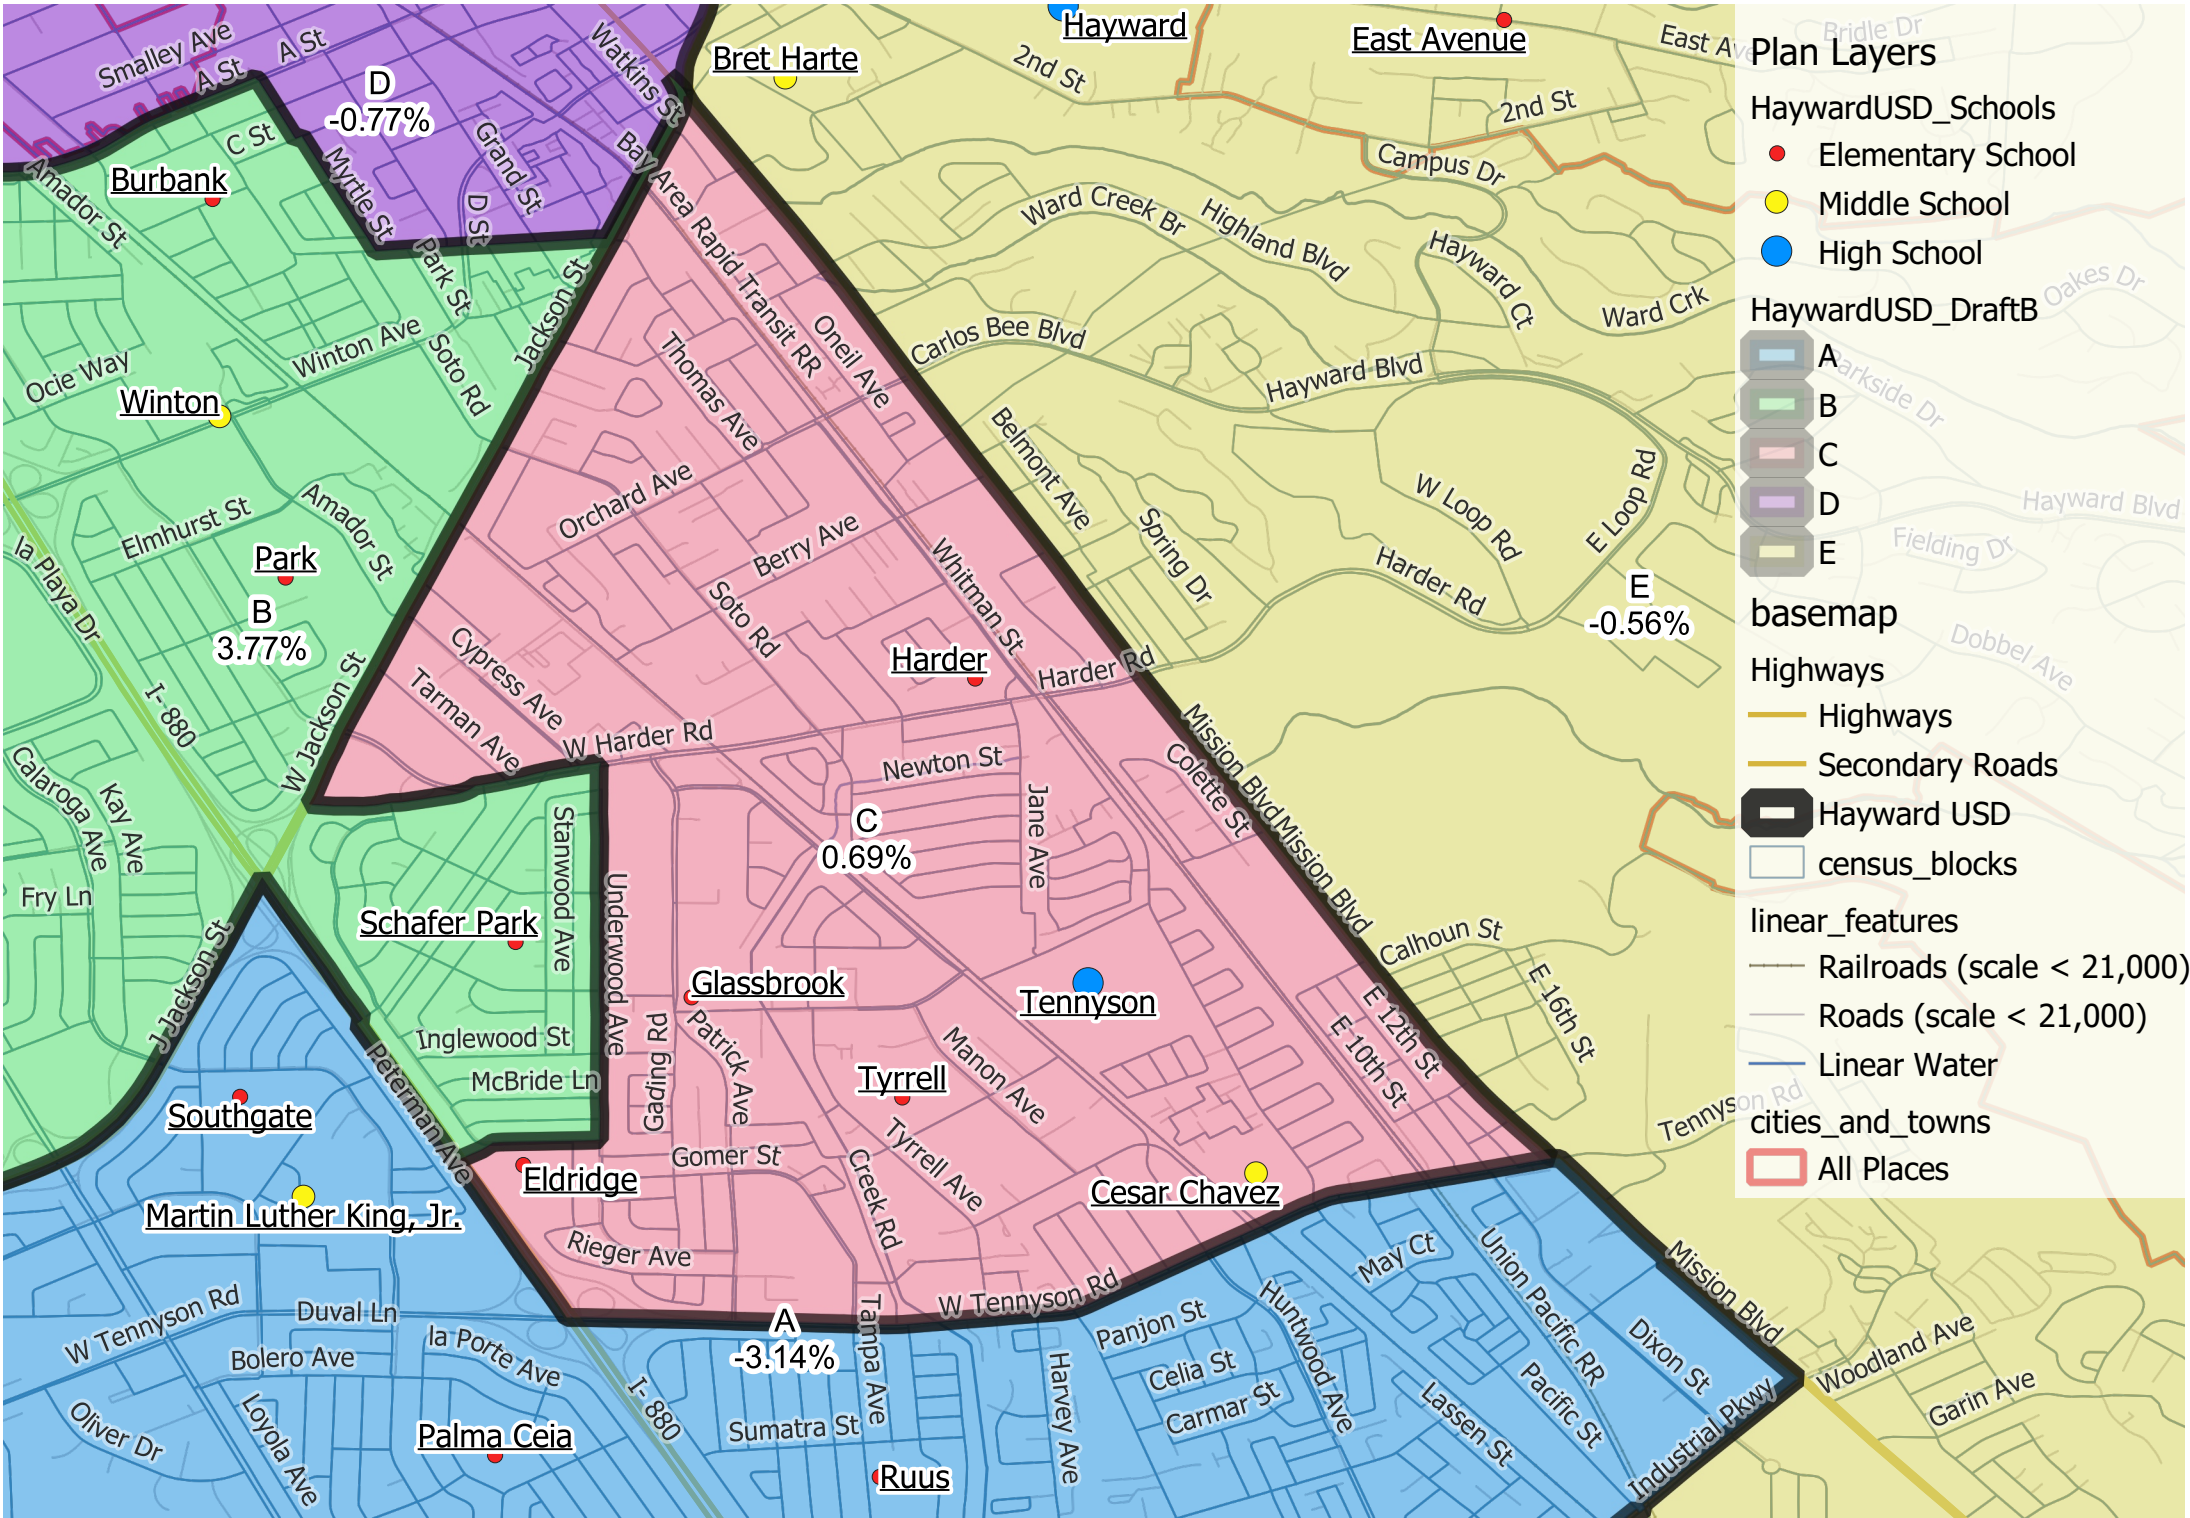 Smalley Ave
A St
A St
D
-0.77%
Watkins St
Bret Harte
Hayward
2nd St
East Avenue
East Ave
2nd St
Campus Dr
C St
Grand St
Myrtle St
D St
Burbank
Amador St
Park St
Jackson St
Bay Area Rapid Transit RR
Ward Creek Br
Highland Blvd
Hayward Ct
Ward Crk
Oneil Ave
Carlos Bee Blvd
Hayward Blvd
Winton Ave
Soto Rd
Ocie Way
Winton
Thomas Ave
Orchard Ave
Belmont Ave
Spring Dr
W Loop Rd
E Loop Rd
Harder Rd
E
-0.56%
Elmhurst St
Amador St
Park
B
3.77%
la Playa Dr
I- 880
W Jackson St
Berry Ave
Soto Rd
Whitman St
Harder
Harder Rd
Cypress Ave
Tarman Ave
W Harder Rd
Newton St
Jane Ave
Colette St
Mission Blvd
Mission Blvd
C
0.69%
Calaroga Ave
Kay Ave
Fry Ln
Stanwood Ave
Schafer Park
Underwood Ave
J Jackson St
Glassbrook
Tennyson
Calhoun St
E 16th St
E 12th St
E 10th St
Inglewood St
McBride Ln
Peterman Ave
Gading Rd
Patrick Ave
Manon Ave
Tyrrell
Tyrrell Ave
Tennyson Rd
Southgate
Martin Luther King, Jr.
Eldridge
Gomer St
Creek Rd
Cesar Chavez
Rieger Ave
W Tennyson Rd
A
-3.14%
Tampa Ave
W Tennyson Rd
Duval Ln
Bolero Ave
la Porte Ave
Oliver Dr
Loyola Ave
Palma Ceia
I- 880
Sumatra St
Ruus
Harvey Ave
Panjon St
Celia St
Carmar St
Huntwood Ave
May Ct
Union Pacific RR
Pacific St
Lassen St
Dixon St
Mission Blvd
Industrial Pkwy
Woodland Ave
Garin Ave
Bridle Dr
Oakes Dr
Parkside Dr
Hayward Blvd
Fielding Dr
Dobbel Ave
Plan Layers
HaywardUSD_Schools
Elementary School
Middle School
High School
HaywardUSD_DraftB
A
B
C
D
E
basemap
Highways
Highways
Secondary Roads
Hayward USD
census_blocks
linear_features
Railroads (scale < 21,000)
Roads (scale < 21,000)
Linear Water
cities_and_towns
All Places